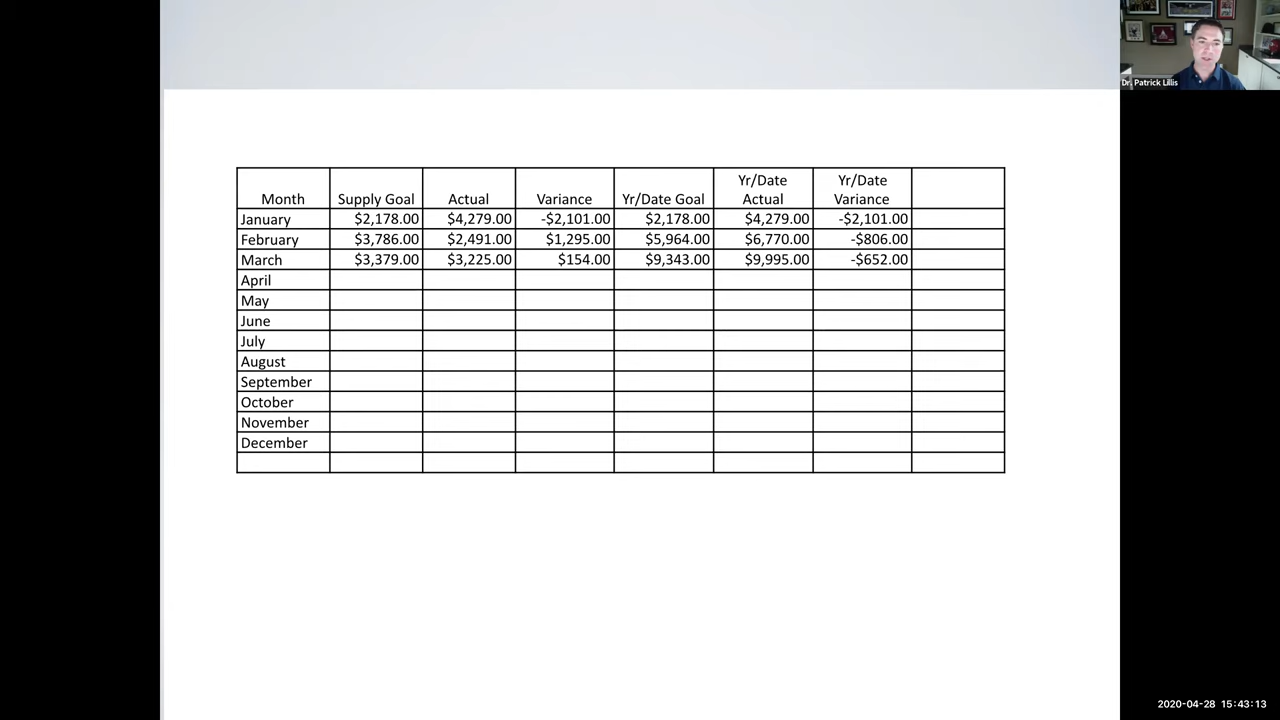 Dr. Patrick Lillis
Month Supply Goal Actual Variance Yr/Date Goal Yr/Date Actual Yr/Date Variance
January $2,178.00 $4,279.00 -$2,101.00 $2,178.00 $4,279.00 -$2,101.00
February $3,786.00 $2,491.00 $1,295.00 $5,964.00 $6,770.00 -$806.00
March $3,379.00 $3,225.00 $154.00 $9,343.00 $9,995.00 -$652.00
April
May
June
July
August
September
October
November
December
2020-04-28 15:43:13